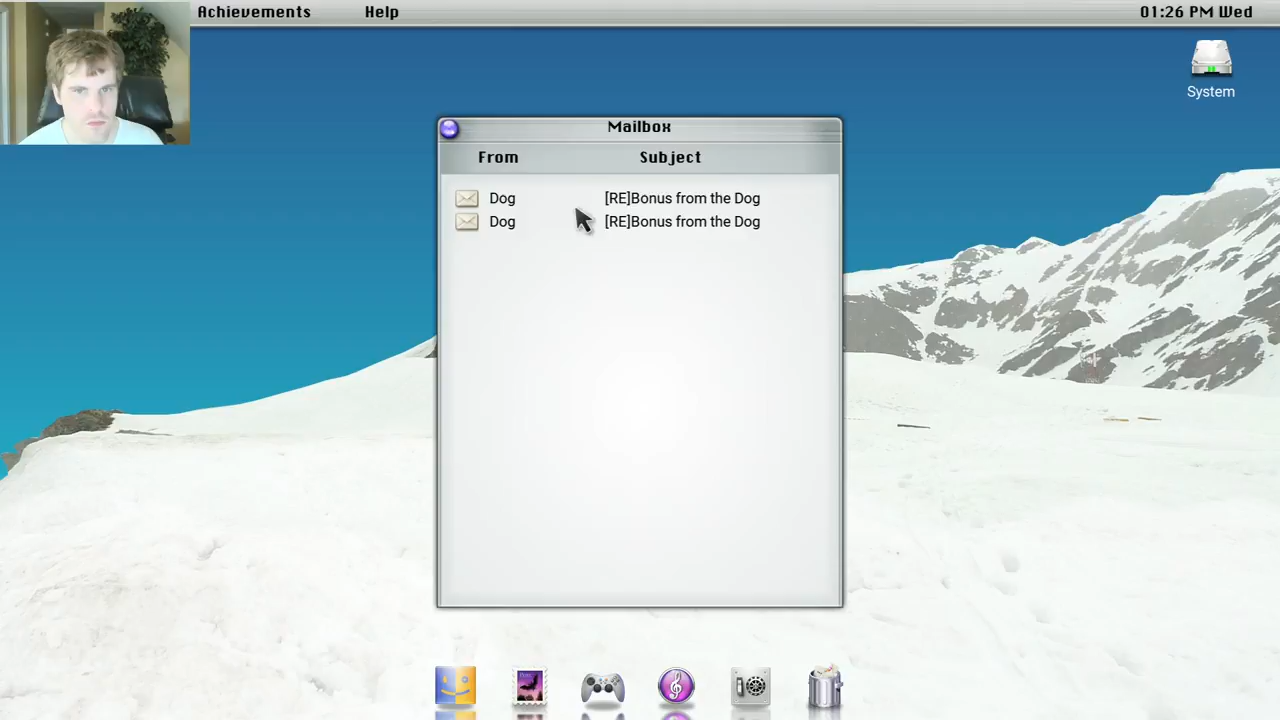 Achievements Help 01:26 PM Wed
System
Mailbox
From Subject
Dog [RE]Bonus from the Dog
Dog [RE]Bonus from the Dog